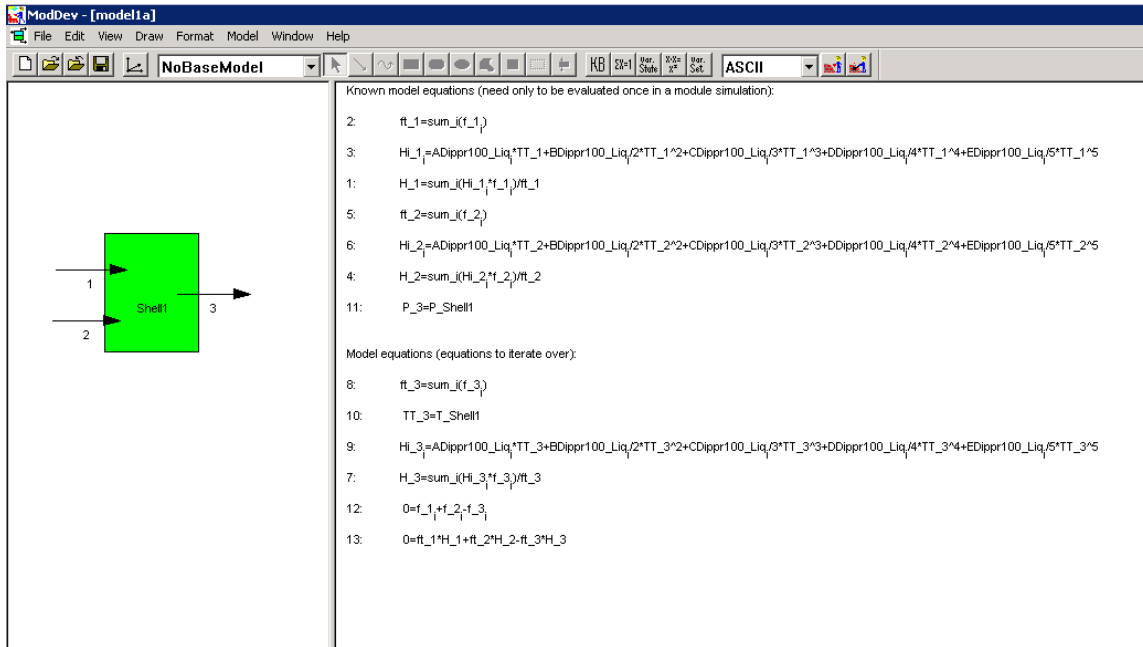 ModDev - [model1a]
File Edit View Draw Format Model Window Help
NoBaseModel KB ΣX=1 Var. State X-X= X² Var. Set ASCII
Known model equations (need only to be evaluated once in a module simulation):
2: ft_1=sum_i(f_1i)
3: Hi_1i=ADippr100_Liqi*TT_1+BDippr100_Liqi/2*TT_1^2+CDippr100_Liqi/3*TT_1^3+DDippr100_Liqi/4*TT_1^4+EDippr100_Liqi/5*TT_1^5
1: H_1=sum_i(Hi_1i*f_1i)/ft_1
5: ft_2=sum_i(f_2i)
6: Hi_2i=ADippr100_Liqi*TT_2+BDippr100_Liqi/2*TT_2^2+CDippr100_Liqi/3*TT_2^3+DDippr100_Liqi/4*TT_2^4+EDippr100_Liqi/5*TT_2^5
4: H_2=sum_i(Hi_2i*f_2i)/ft_2
11: P_3=P_Shell1
Model equations (equations to iterate over):
8: ft_3=sum_i(f_3i)
10: TT_3=T_Shell1
9: Hi_3i=ADippr100_Liqi*TT_3+BDippr100_Liqi/2*TT_3^2+CDippr100_Liqi/3*TT_3^3+DDippr100_Liqi/4*TT_3^4+EDippr100_Liqi/5*TT_3^5
7: H_3=sum_i(Hi_3i*f_3i)/ft_3
12: 0=f_1i+f_2i-f_3i
13: 0=ft_1*H_1+ft_2*H_2-ft_3*H_3
1
Shell1 3
2